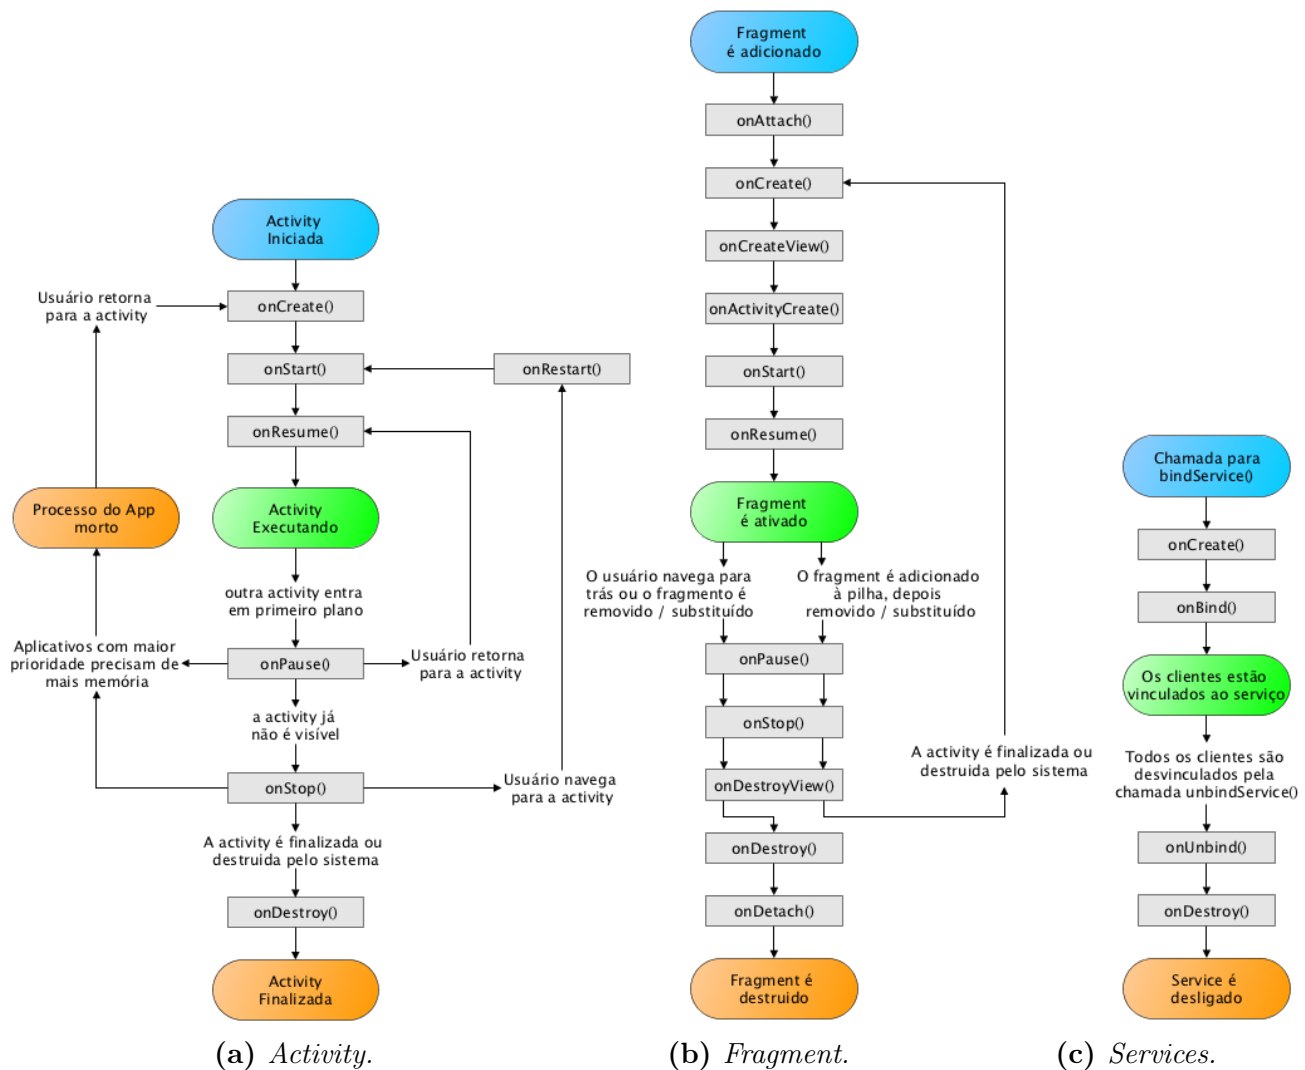 Activity
Iniciada
Usuário retorna
para a activity
onCreate()
onStart()
onRestart()
onResume()
Processo do App
morto
Activity
Executando
outra activity entra
em primeiro plano
Aplicativos com maior
prioridade precisam de
mais memória
onPause()
Usuário retorna
para a activity
a activity já
não é visível
onStop()
Usuário navega
para a activity
A activity é finalizada ou
destruida pelo sistema
onDestroy()
Activity
Finalizada
(a) Activity.
Fragment
é adicionado
onAttach()
onCreate()
onCreateView()
onActivityCreate()
onStart()
onResume()
Fragment
é ativado
O usuário navega para
trás ou o fragmento é
removido / substituído
O fragment é adicionado
à pilha, depois
removido / substituído
onPause()
onStop()
onDestroyView()
A activity é finalizada ou
destruida pelo sistema
onDestroy()
onDetach()
Fragment é
destruido
(b) Fragment.
Chamada para
bindService()
onCreate()
onBind()
Os clientes estão
vinculados ao serviço
Todos os clientes são
desvinculados pela
chamada unbindService()
onUnbind()
onDestroy()
Service é
desligado
(c) Services.